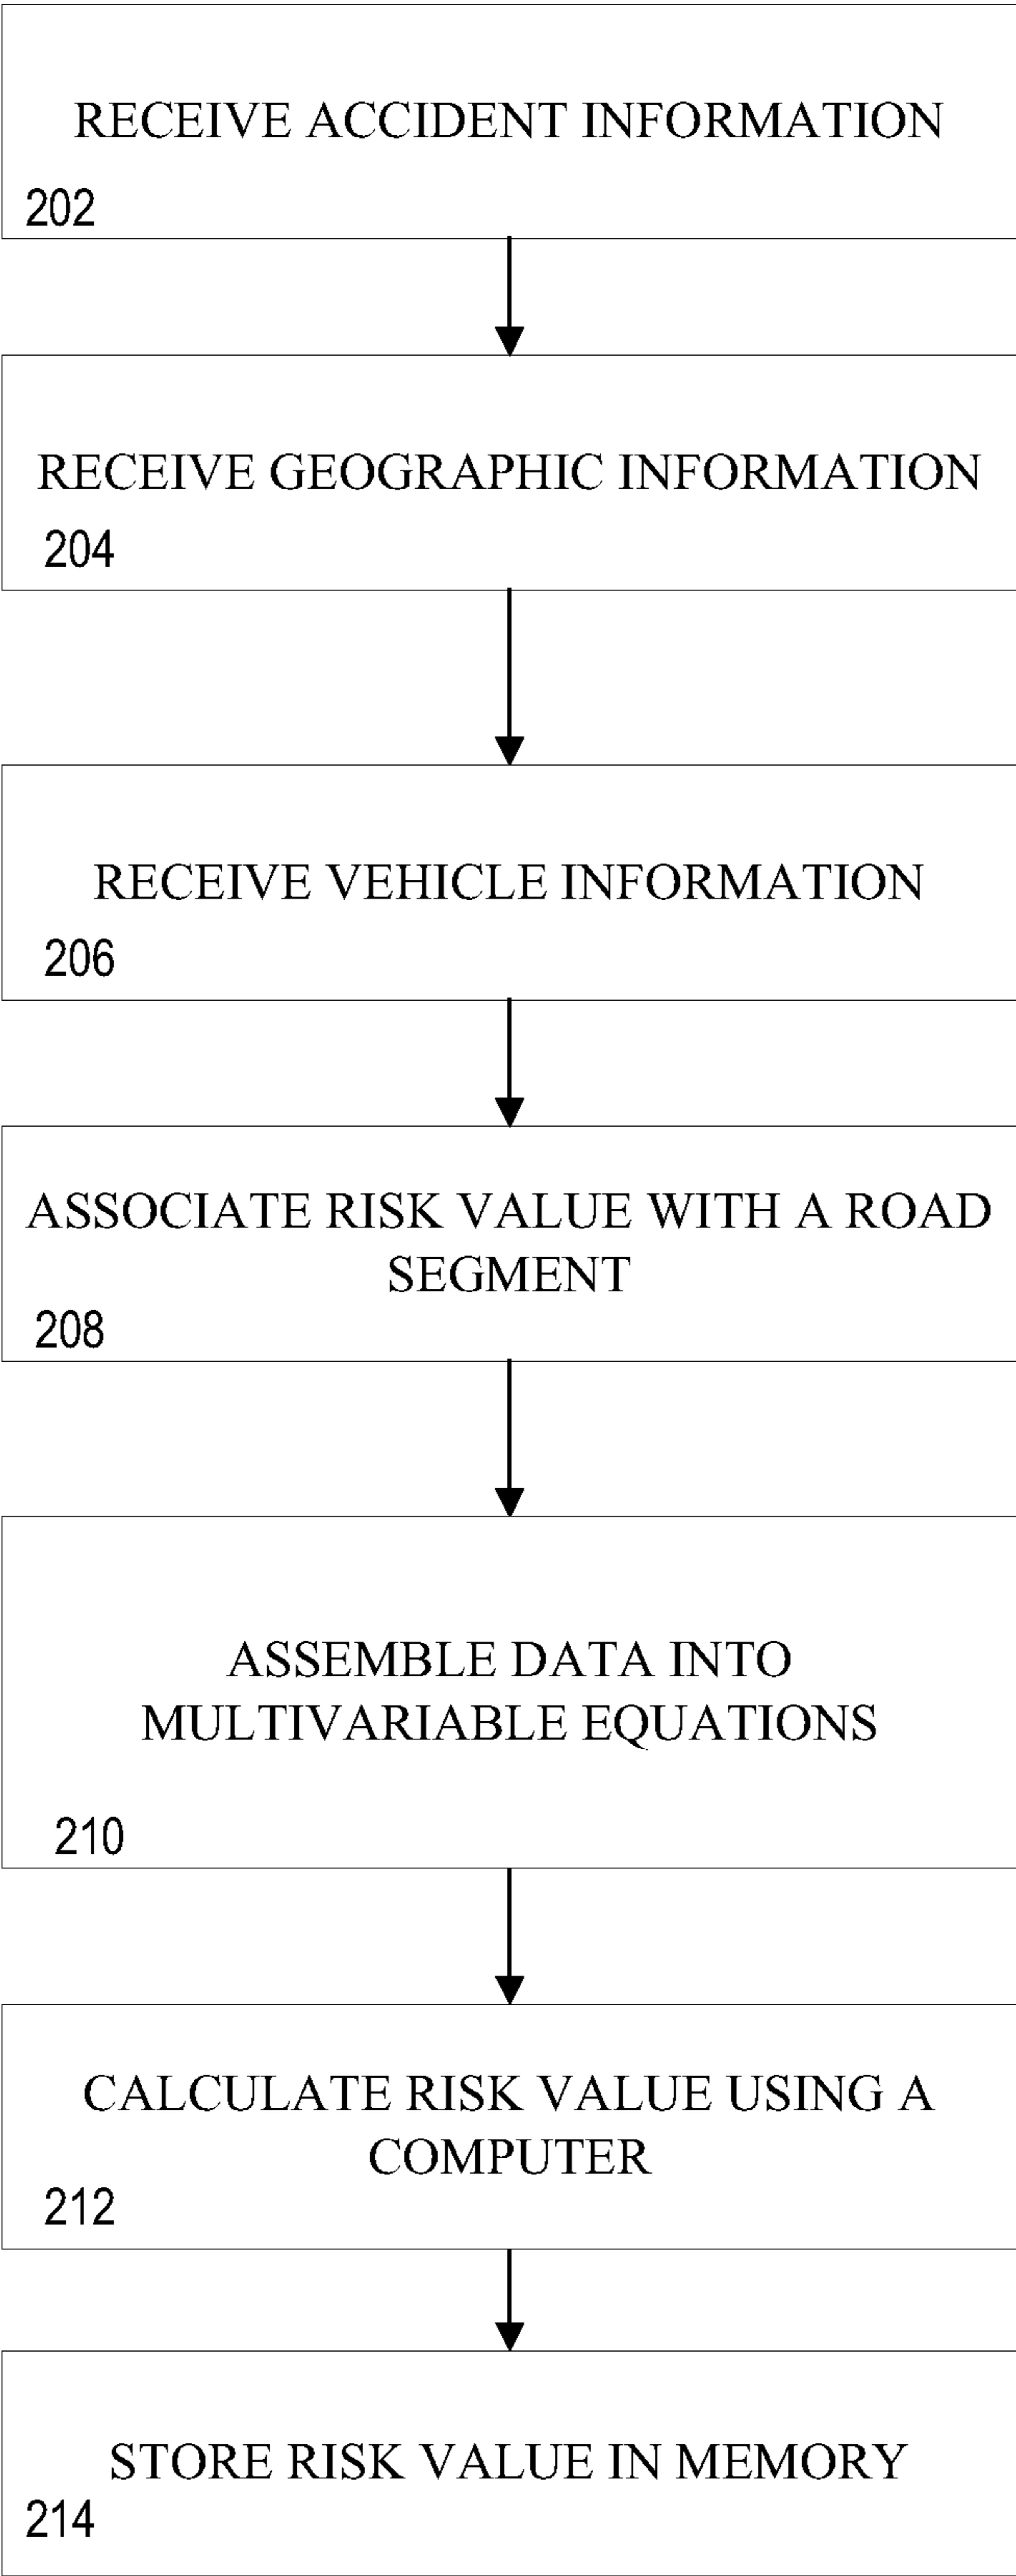 RECEIVE ACCIDENT INFORMATION
202
RECEIVE GEOGRAPHIC INFORMATION
204
RECEIVE VEHICLE INFORMATION
206
ASSOCIATE RISK VALUE WITH A ROAD
SEGMENT
208
ASSEMBLE DATA INTO
MULTIVARIABLE EQUATIONS
210
CALCULATE RISK VALUE USING A
COMPUTER
212
STORE RISK VALUE IN MEMORY
214